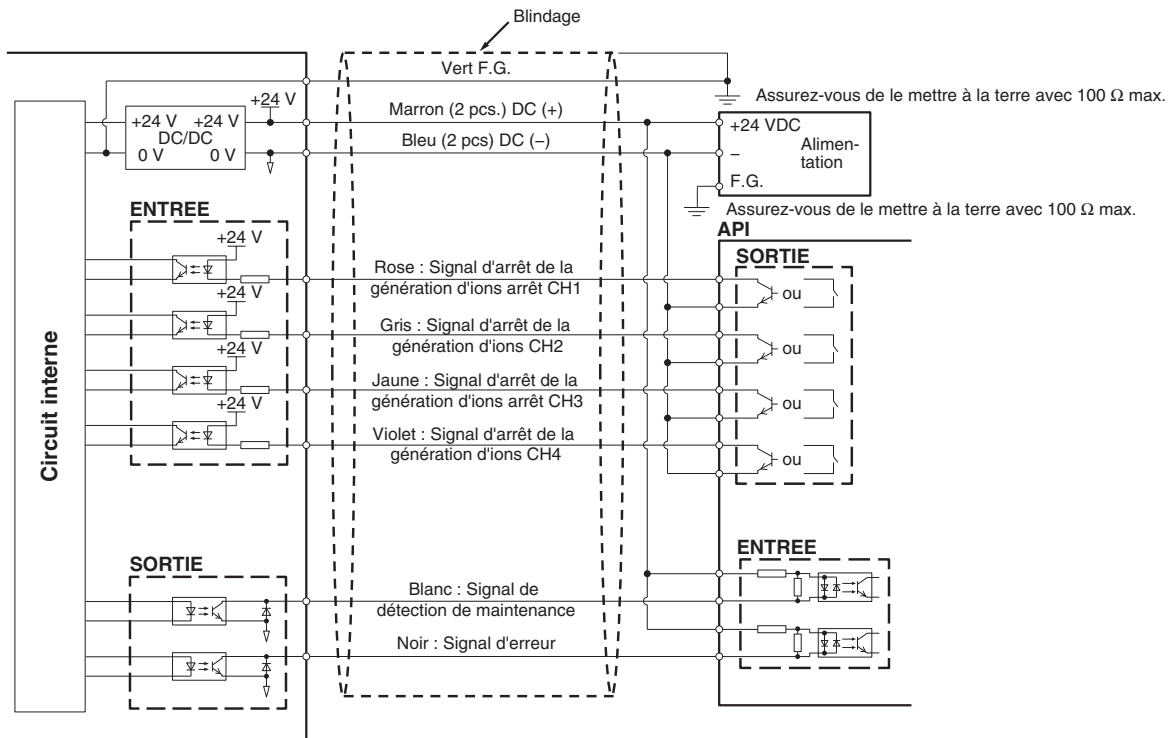 Blindage
Vert F.G.
Assurez-vous de le mettre à la terre avec 100 Ω max.
+24 V
Marron (2 pcs.) DC (+)
Bleu (2 pcs) DC (–)
+24 V +24 V
DC/DC
0 V 0 V
+24 VDC
–
Alimen-
tation
F.G.
Assurez-vous de le mettre à la terre avec 100 Ω max.
Circuit interne
ENTREE
+24 V
+24 V
+24 V
+24 V
Rose : Signal d'arrêt de la
génération d'ions arrêt CH1
Gris : Signal d'arrêt de la
génération d'ions CH2
Jaune : Signal d'arrêt de la
génération d'ions arrêt CH3
Violet : Signal d'arrêt de la
génération d'ions CH4
API
SORTIE
ou
ou
ou
ou
SORTIE
Blanc : Signal de
détection de maintenance
Noir : Signal d'erreur
ENTREE